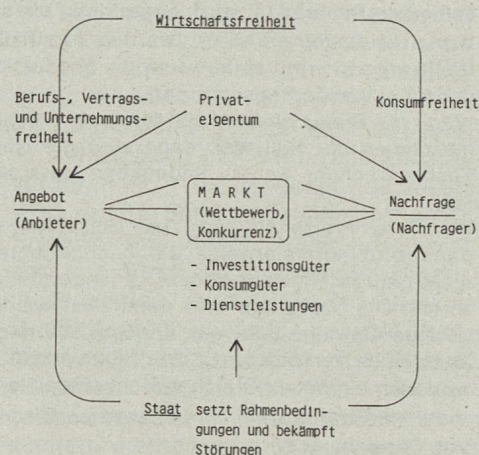 Wirtschaftsfreiheit
Berufs-, Vertrags-
und Unternehmungs-
freiheit
Privat-
eigentum
Konsumfreiheit
Angebot
(Anbieter)
MARKT
(Wettbewerb,
Konkurrenz)
Nachfrage
(Nachfrager)
- Investitionsgüter
- Konsumgüter
- Dienstleistungen
Staat setzt Rahmenbedin-
gungen und bekämpft
Störungen